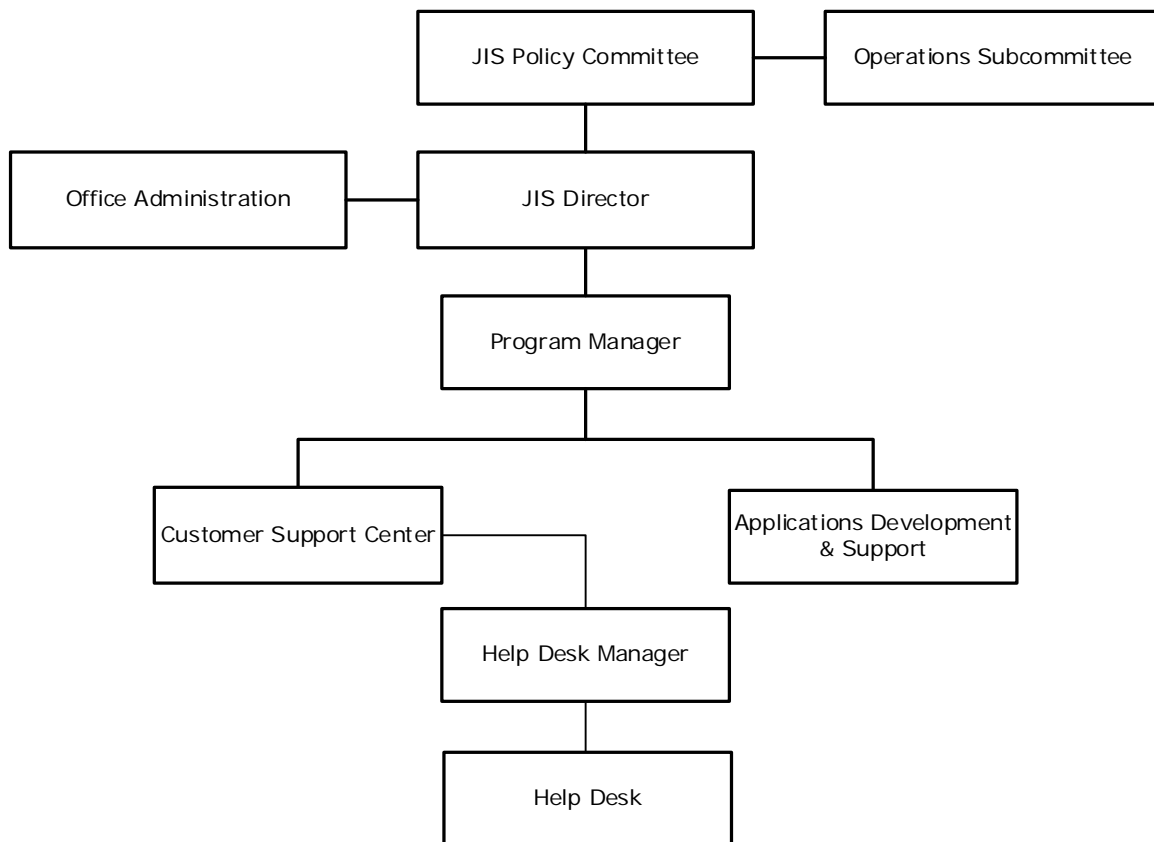 JIS Policy Committee
Operations Subcommittee
Office Administration
JIS Director
Program Manager
Customer Support Center
Applications Development
& Support
Help Desk Manager
Help Desk